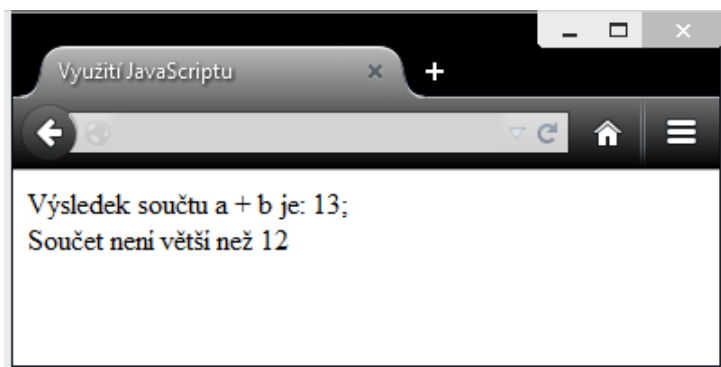 Využití JavaScriptu
Výsledek součtu a + b je: 13;
Součet není větší než 12